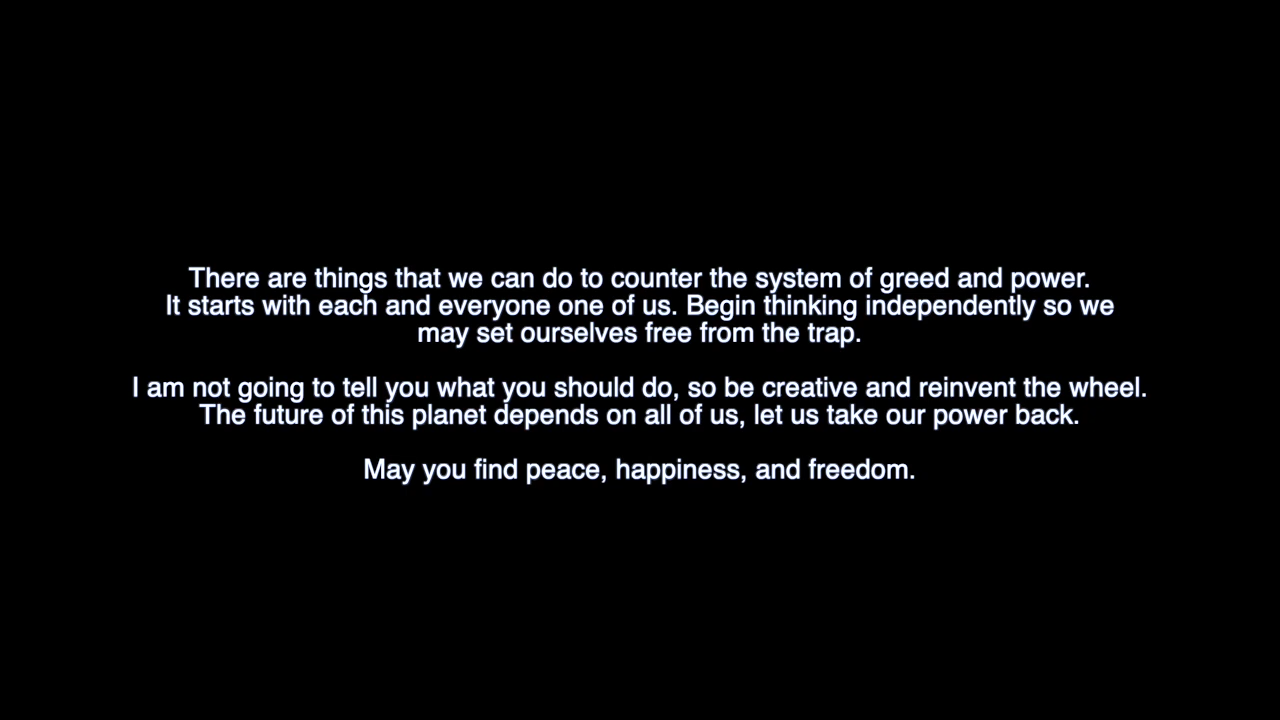 There are things that we can do to counter the system of greed and power.
It starts with each and everyone one of us. Begin thinking independently so we
may set ourselves free from the trap.
I am not going to tell you what you should do, so be creative and reinvent the wheel.
The future of this planet depends on all of us, let us take our power back.
May you find peace, happiness, and freedom.